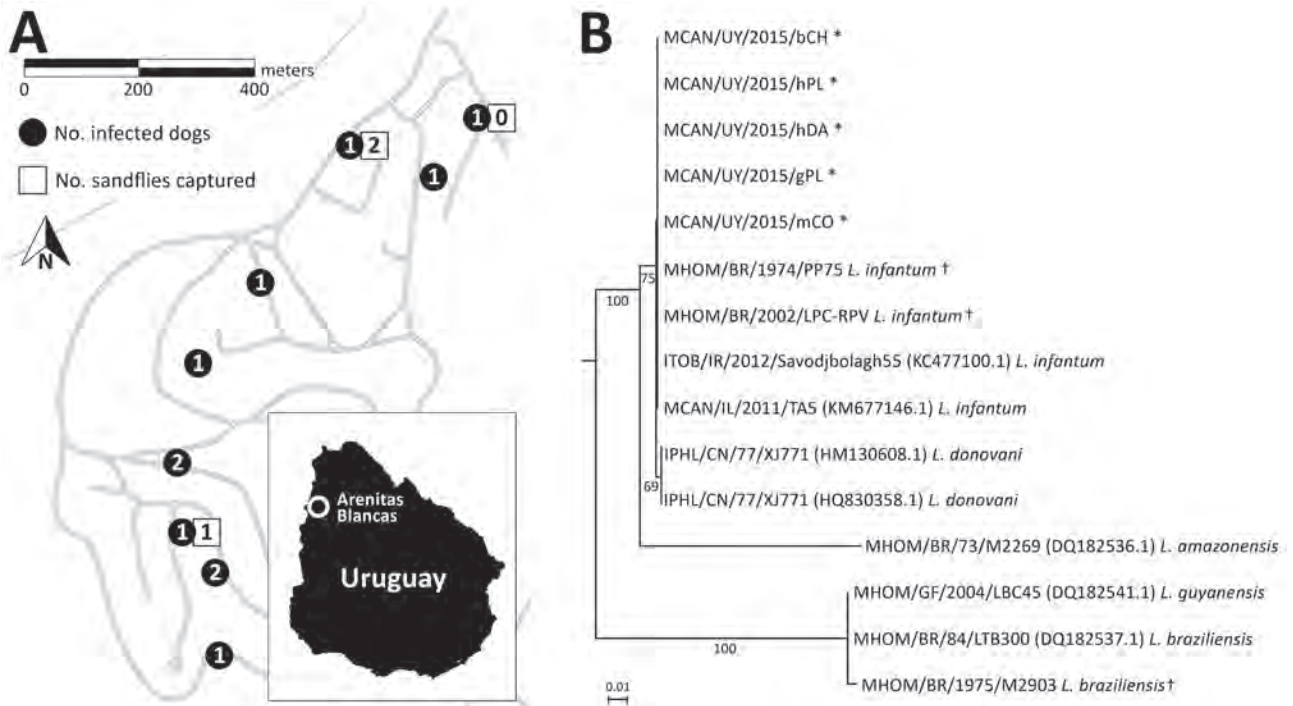 A
0 200 400 meters
No. infected dogs
No. sandflies captured
N
1 0
1 2
1
1
1
2
1 1
2
1
Arenitas
Blancas
Uruguay
B
MCAN/UY/2015/bCH *
MCAN/UY/2015/hPL *
MCAN/UY/2015/hDA *
MCAN/UY/2015/gPL *
MCAN/UY/2015/mCO *
MHOM/BR/1974/PP75 L. infantum †
75
100
MHOM/BR/2002/LPC-RPV L. infantum †
ITOB/IR/2012/Savodjbolagh55 (KC477100.1) L. infantum
MCAN/IL/2011/TA5 (KM677146.1) L. infantum
IPHL/CN/77/XJ771 (HM130608.1) L. donovani
69
IPHL/CN/77/XJ771 (HQ830358.1) L. donovani
MHOM/BR/73/M2269 (DQ182536.1) L. amazonensis
MHOM/GF/2004/LBC45 (DQ182541.1) L. guyanensis
MHOM/BR/84/LTB300 (DQ182537.1) L. braziliensis
100
MHOM/BR/1975/M2903 L. braziliensis†
0.01